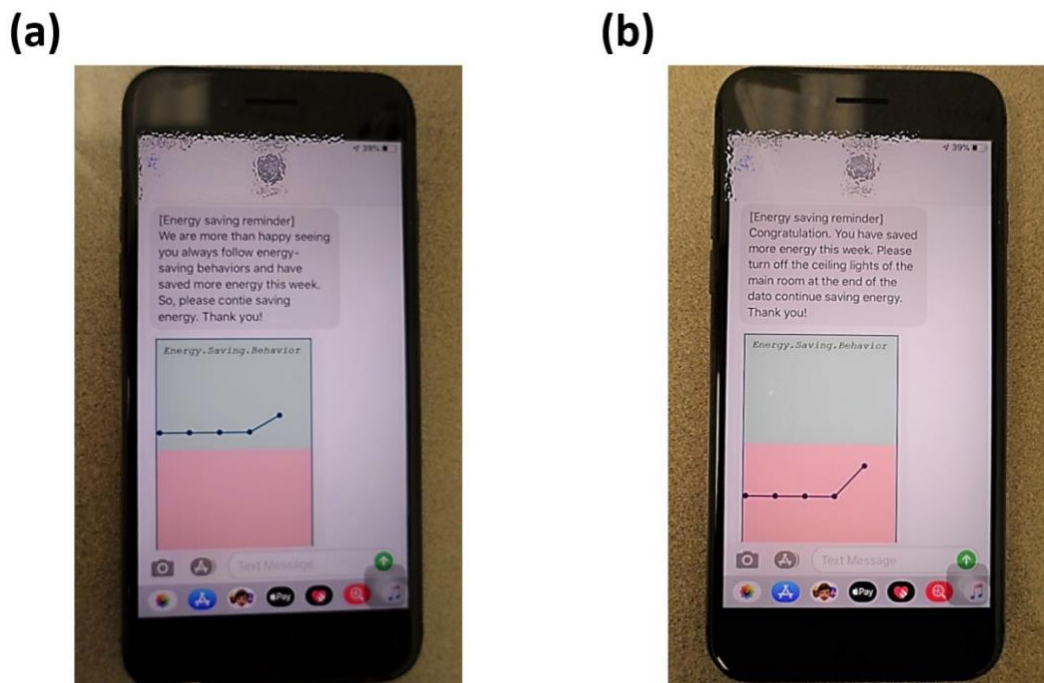 (a)
39%
[Energy saving reminder]
We are more than happy seeing
you always follow energy-
saving behaviors and have
saved more energy this week.
So, please contie saving
energy. Thank you!
Energy.Saving.Behavior
Text Message
Pay
(b)
39%
[Energy saving reminder]
Congratulation. You have saved
more energy this week. Please
turn off the ceiling lights of the
main room at the end of the
dato continue saving energy.
Thank you!
Energy.Saving.Behavior
Text Message
Pay